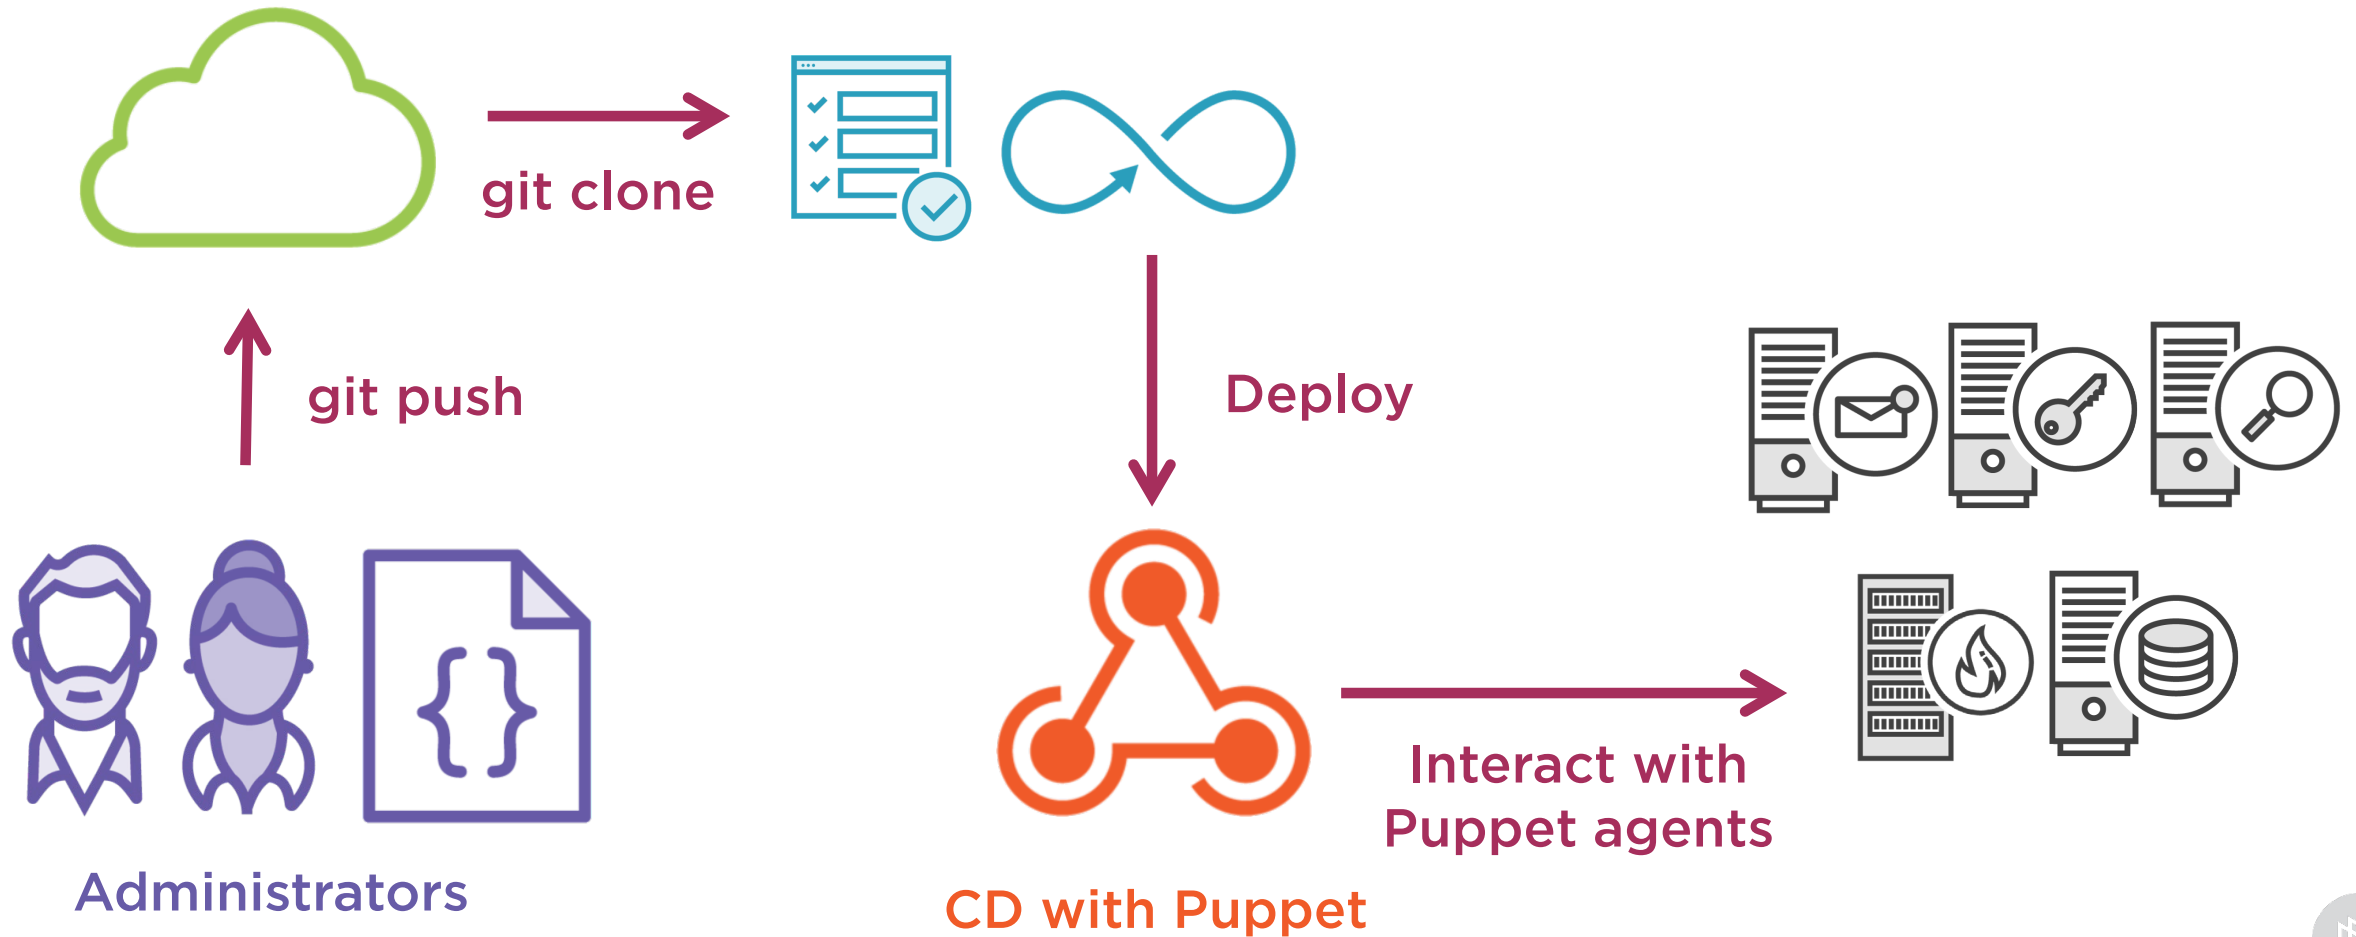 git clone
git push
Deploy
Interact with
Puppet agents
Administrators
CD with Puppet